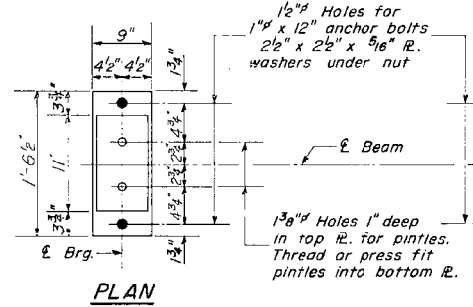 1½"ø Holes for
1"ø x 12" anchor bolts
2½" x 2½" x 5/16" ℞.
washers under nut
9"
4½" 4½"
1¾"
3¾"
4¾"
1'-6½"
11"
2¾"
℄ Beam
2¾"
4¾"
3¾"
1¾"
℄ Brg.
1⅜"ø Holes 1" deep
in top ℞. for pintles.
Thread or press fit
pintles into bottom ℞.
PLAN